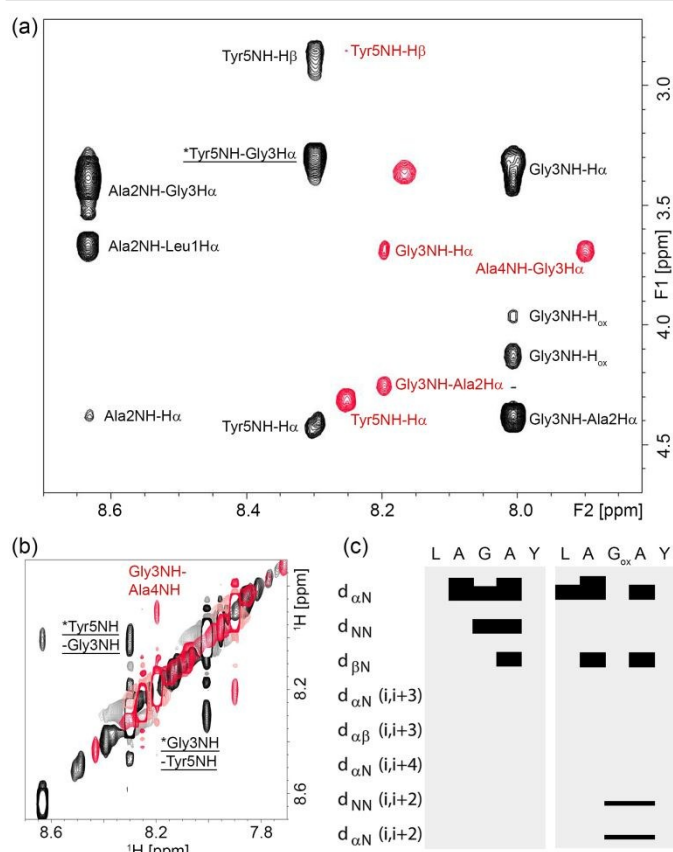 (a)
Tyr5NH-Hβ Tyr5NH-Hβ
*Tyr5NH-Gly3Hα
Ala2NH-Gly3Hα Gly3NH-Hα
Ala2NH-Leu1Hα Gly3NH-Hα
Ala4NH-Gly3Hα
Gly3NH-Hox
Gly3NH-Hox
Gly3NH-Ala2Hα
Ala2NH-Hα Tyr5NH-Hα Tyr5NH-Hα Gly3NH-Ala2Hα
3.0
3.5
4.0
4.5
F1 [ppm]
8.6 8.4 8.2 8.0 F2 [ppm]
(b)
Gly3NH-
Ala4NH
*Tyr5NH
-Gly3NH
*Gly3NH
-Tyr5NH
¹H [ppm]
8.2
8.6
8.6 8.2 7.8
¹H [ppm]
(c)
L A G A Y L A Gox A Y
dαN
dNN
dβN
dαN (i,i+3)
dαβ (i,i+3)
dαN (i,i+4)
dNN (i,i+2)
dαN (i,i+2)